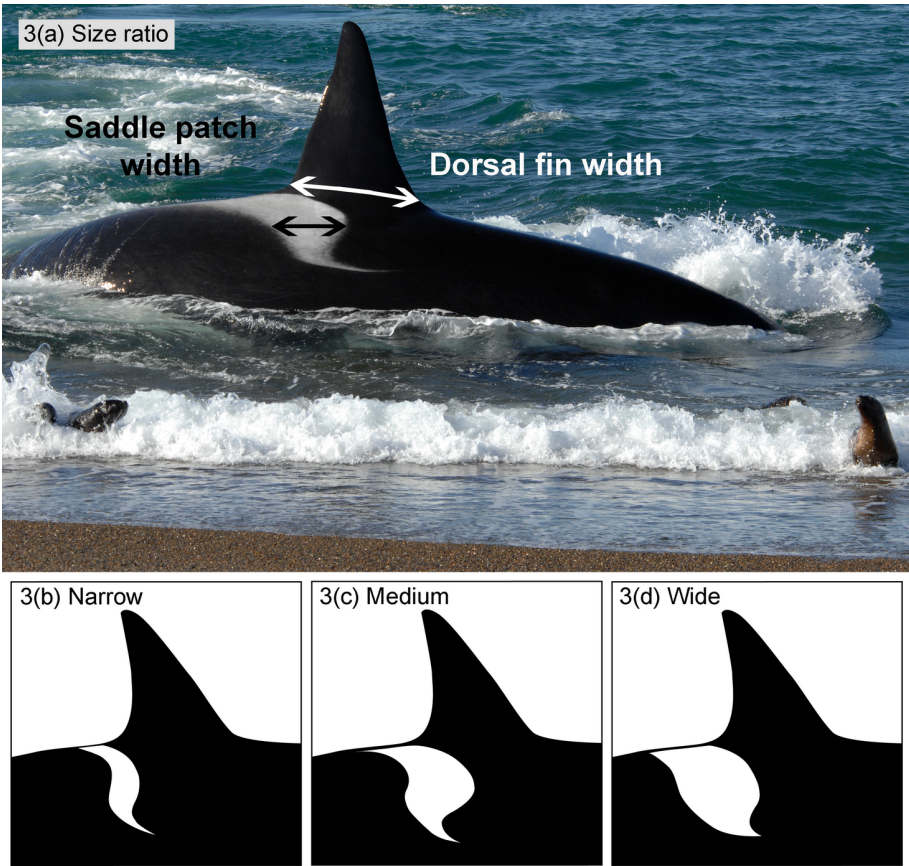 3(a) Size ratio
Saddle patch
width
Dorsal fin width
3(b) Narrow
3(c) Medium
3(d) Wide